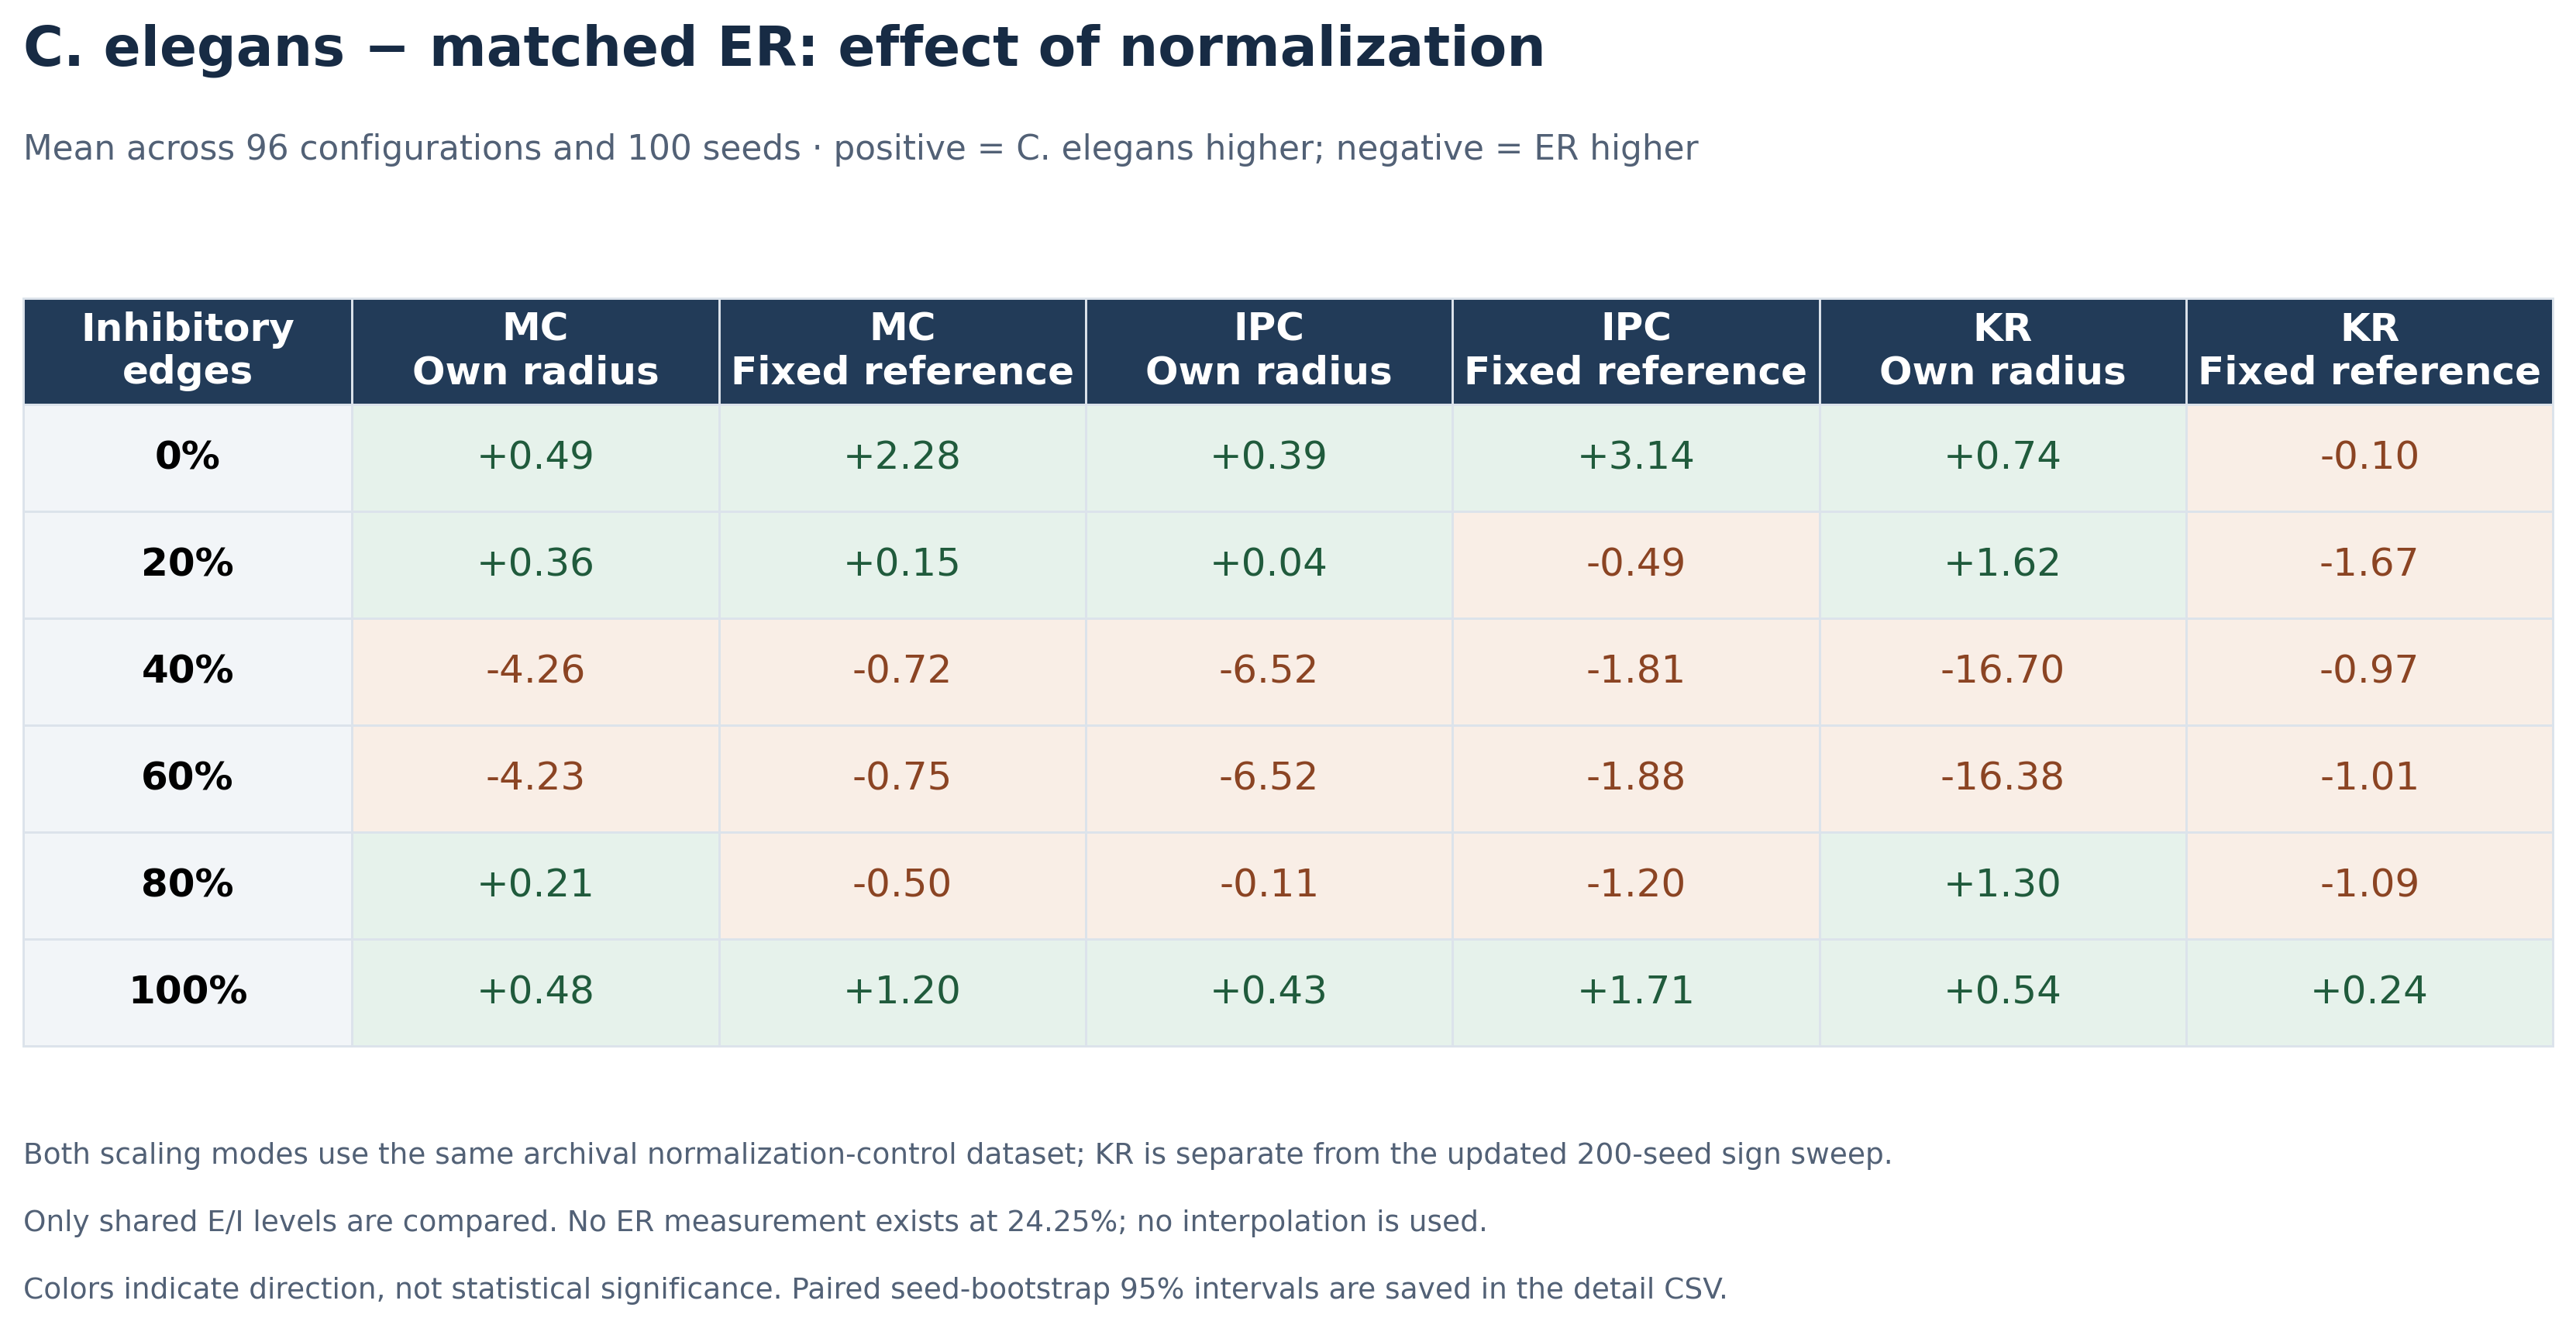 C. elegans − matched ER: effect of normalization
Mean across 96 configurations and 100 seeds · positive = C. elegans higher; negative = ER higher
Inhibitory edges | MC Own radius | MC Fixed reference | IPC Own radius | IPC Fixed reference | KR Own radius | KR Fixed reference
0% +0.49 +2.28 +0.39 +3.14 +0.74 -0.10
20% +0.36 +0.15 +0.04 -0.49 +1.62 -1.67
40% -4.26 -0.72 -6.52 -1.81 -16.70 -0.97
60% -4.23 -0.75 -6.52 -1.88 -16.38 -1.01
80% +0.21 -0.50 -0.11 -1.20 +1.30 -1.09
100% +0.48 +1.20 +0.43 +1.71 +0.54 +0.24
Both scaling modes use the same archival normalization-control dataset; KR is separate from the updated 200-seed sign sweep.
Only shared E/I levels are compared. No ER measurement exists at 24.25%; no interpolation is used.
Colors indicate direction, not statistical significance. Paired seed-bootstrap 95% intervals are saved in the detail CSV.